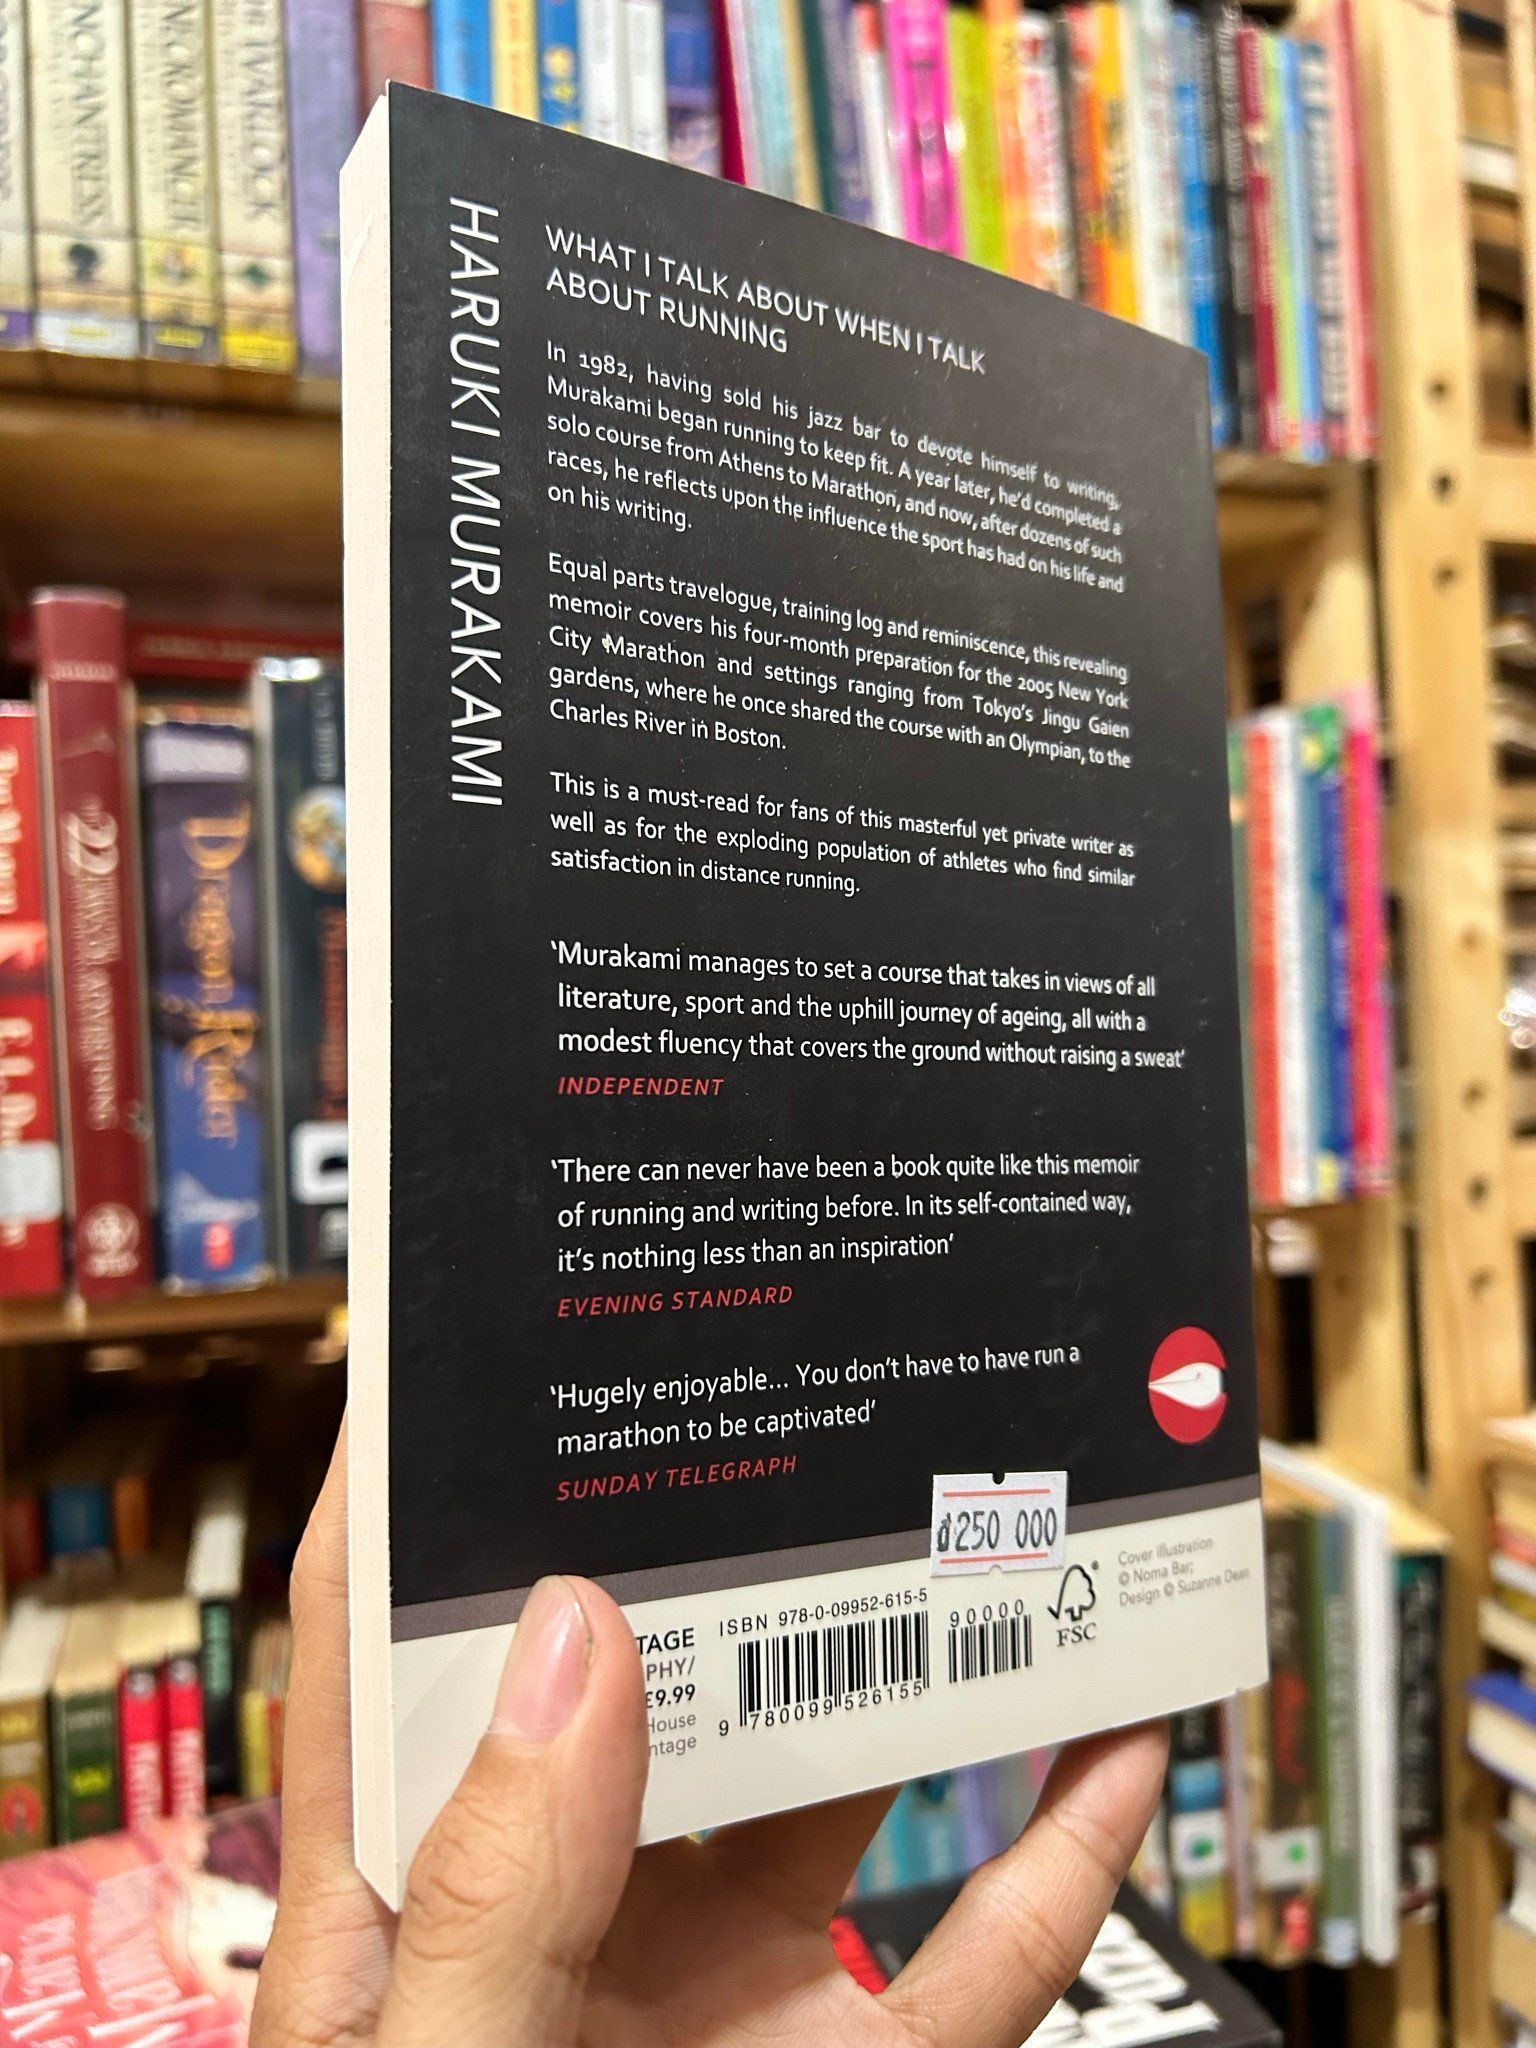 HARUKI MURAKAMI
WHAT I TALK ABOUT WHEN I TALK
ABOUT RUNNING
In 1982, having sold his jazz bar to devote himself to writing,
Murakami began running to keep fit. A year later, he'd completed a
solo course from Athens to Marathon, and now, after dozens of such
races, he reflects upon the influence the sport has had on his life and
on his writing.
Equal parts travelogue, training log and reminiscence, this revealing
memoir covers his four-month preparation for the 2005 New York
City Marathon and settings ranging from Tokyo's Jingu Gaien
gardens, where he once shared the course with an Olympian, to the
Charles River in Boston.
This is a must-read for fans of this masterful yet private writer as
well as for the exploding population of athletes who find similar
satisfaction in distance running.
'Murakami manages to set a course that takes in views of all
literature, sport and the uphill journey of ageing, all with a
modest fluency that covers the ground without raising a sweat'
INDEPENDENT
'There can never have been a book quite like this memoir
of running and writing before. In its self-contained way,
it's nothing less than an inspiration'
EVENING STANDARD
'Hugely enjoyable... You don't have to have run a
marathon to be captivated'
SUNDAY TELEGRAPH
đ250 000
TAGE
PHY/
£9.99
House
ntage
ISBN 978-0-09952-615-5
90000
9 780099 526155
FSC
Cover illustration
© Noma Bar;
Design © Suzanne Dean
NCHANTRESS
NECROMANCER
WARLOCK
Dragon Rider
22
ADVERTISING